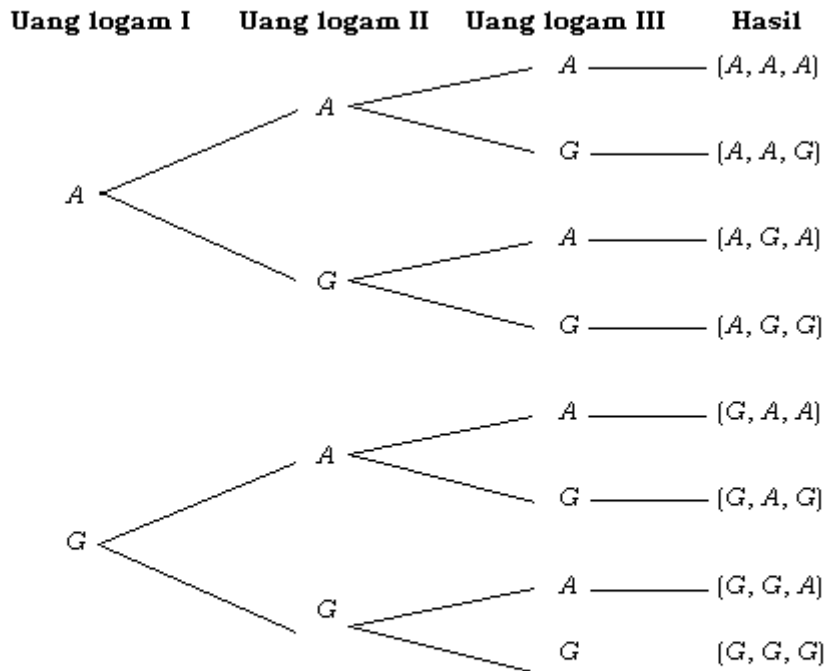 Uang logam I Uang logam II Uang logam III Hasil
A (A, A, A)
A
G (A, A, G)
A
A (A, G, A)
G
G (A, G, G)
A (G, A, A)
A
G (G, A, G)
G
A (G, G, A)
G
G (G, G, G)